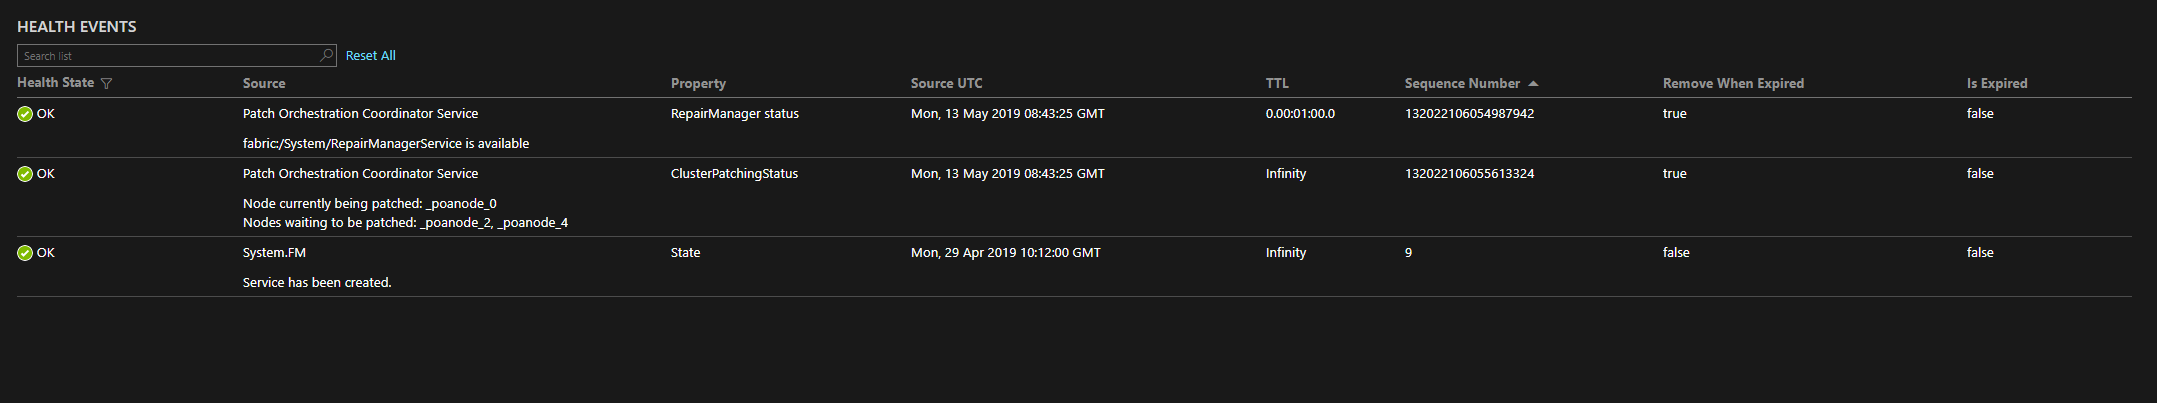 HEALTH EVENTS
Search list Reset All
Health State Source Property Source UTC TTL Sequence Number Remove When Expired Is Expired
OK Patch Orchestration Coordinator Service RepairManager status Mon, 13 May 2019 08:43:25 GMT 0.00:01:00.0 132022106054987942 true false
fabric:/System/RepairManagerService is available
OK Patch Orchestration Coordinator Service ClusterPatchingStatus Mon, 13 May 2019 08:43:25 GMT Infinity 132022106055613324 true false
Node currently being patched: _poanode_0
Nodes waiting to be patched: _poanode_2, _poanode_4
OK System.FM State Mon, 29 Apr 2019 10:12:00 GMT Infinity 9 false false
Service has been created.